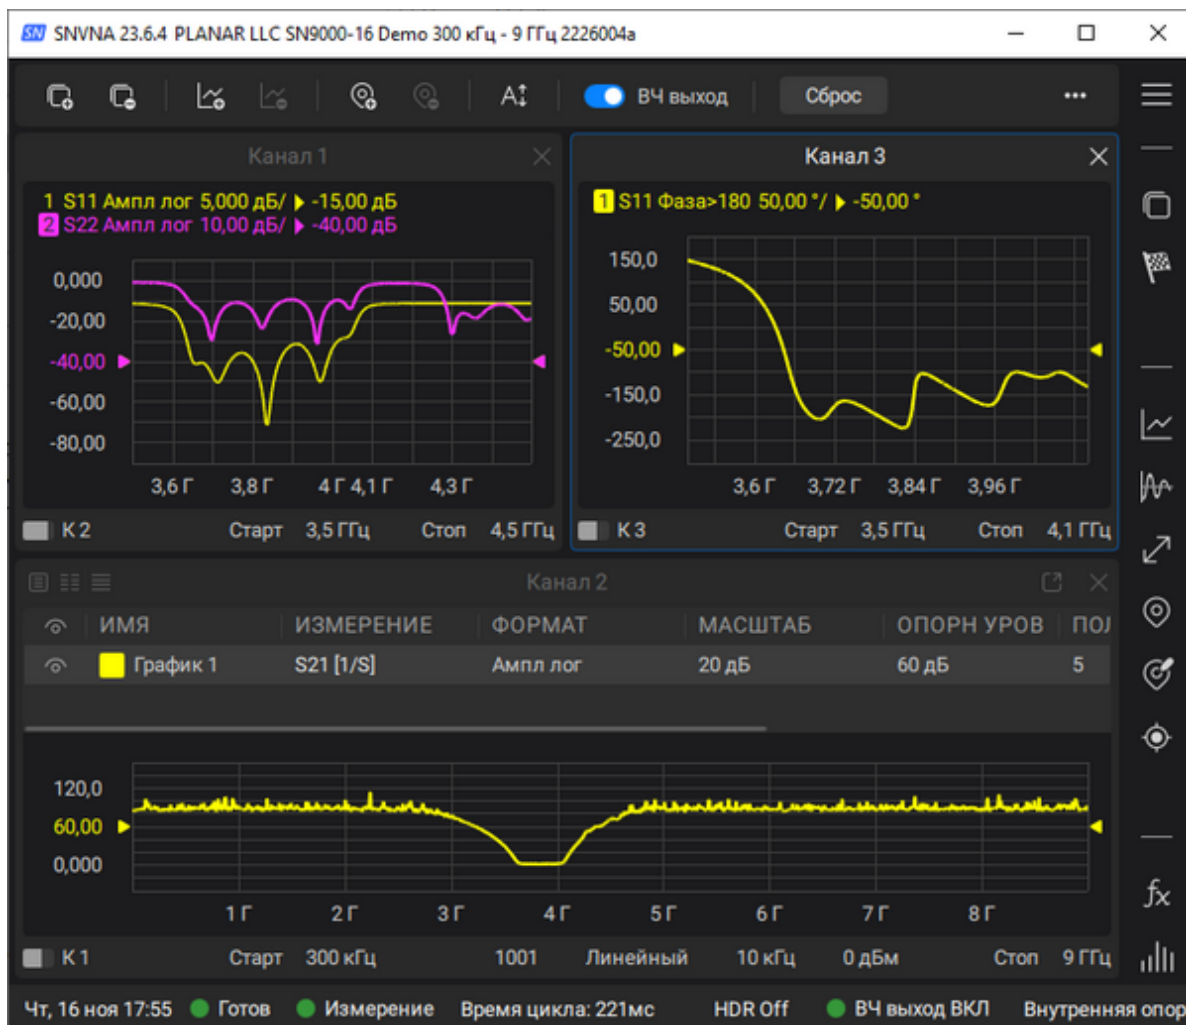 SN SNVNA 23.6.4 PLANAR LLC SN9000-16 Demo 300 кГц - 9 ГГц 2226004a
A ВЧ выход Сброс
Канал 1
1 S11 Ампл лог 5,000 дБ/ -15,00 дБ
2 S22 Ампл лог 10,00 дБ/ -40,00 дБ
0,000
-20,00
-40,00
-60,00
-80,00
3,6 Г 3,8 Г 4 Г 4,1 Г 4,3 Г
К 2 Старт 3,5 ГГц Стоп 4,5 ГГц
Канал 3
1 S11 Фаза>180 50,00 °/ -50,00 °
150,0
50,00
-50,00
-150,0
-250,0
3,6 Г 3,72 Г 3,84 Г 3,96 Г
К 3 Старт 3,5 ГГц Стоп 4,1 ГГц
Канал 2
ИМЯ ИЗМЕРЕНИЕ ФОРМАТ МАСШТАБ ОПОРН УРОВ ПОЛ
График 1 S21 [1/S] Ампл лог 20 дБ 60 дБ 5
120,0
60,00
0,000
1 Г 2 Г 3 Г 4 Г 5 Г 6 Г 7 Г 8 Г
К 1 Старт 300 кГц 1001 Линейный 10 кГц 0 дБм Стоп 9 ГГц
fx
Чт, 16 ноя 17:55 Готов Измерение Время цикла: 221мс HDR Off ВЧ выход ВКЛ Внутренняя опор